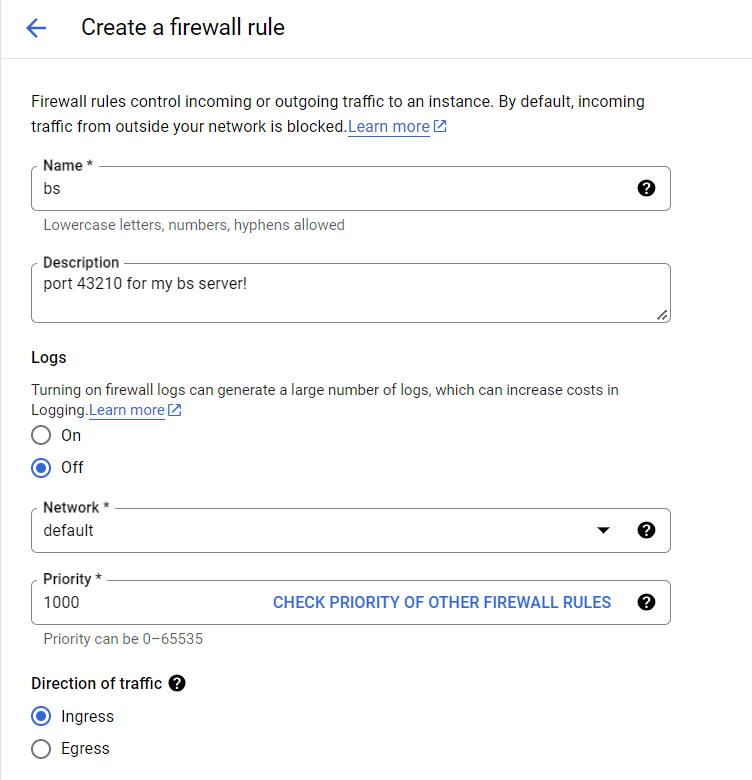 Create a firewall rule
Firewall rules control incoming or outgoing traffic to an instance. By default, incoming
traffic from outside your network is blocked.Learn more
Name *
bs
Lowercase letters, numbers, hyphens allowed
Description
port 43210 for my bs server!
Logs
Turning on firewall logs can generate a large number of logs, which can increase costs in
Logging.Learn more
On
Off
Network *
default
Priority *
1000 CHECK PRIORITY OF OTHER FIREWALL RULES
Priority can be 0–65535
Direction of traffic
Ingress
Egress